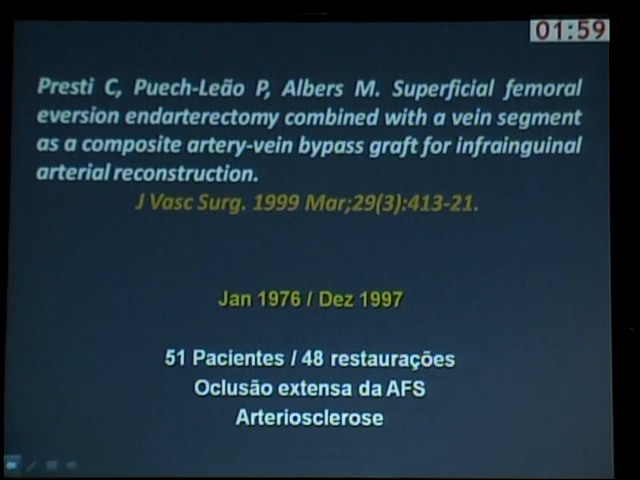 01:59
Presti C, Puech-Leão P, Albers M. Superficial femoral
eversion endarterectomy combined with a vein segment
as a composite artery-vein bypass graft for infrainguinal
arterial reconstruction.
J Vasc Surg. 1999 Mar;29(3):413-21.
Jan 1976 / Dez 1997
51 Pacientes / 48 restaurações
Oclusão extensa da AFS
Arteriosclerose